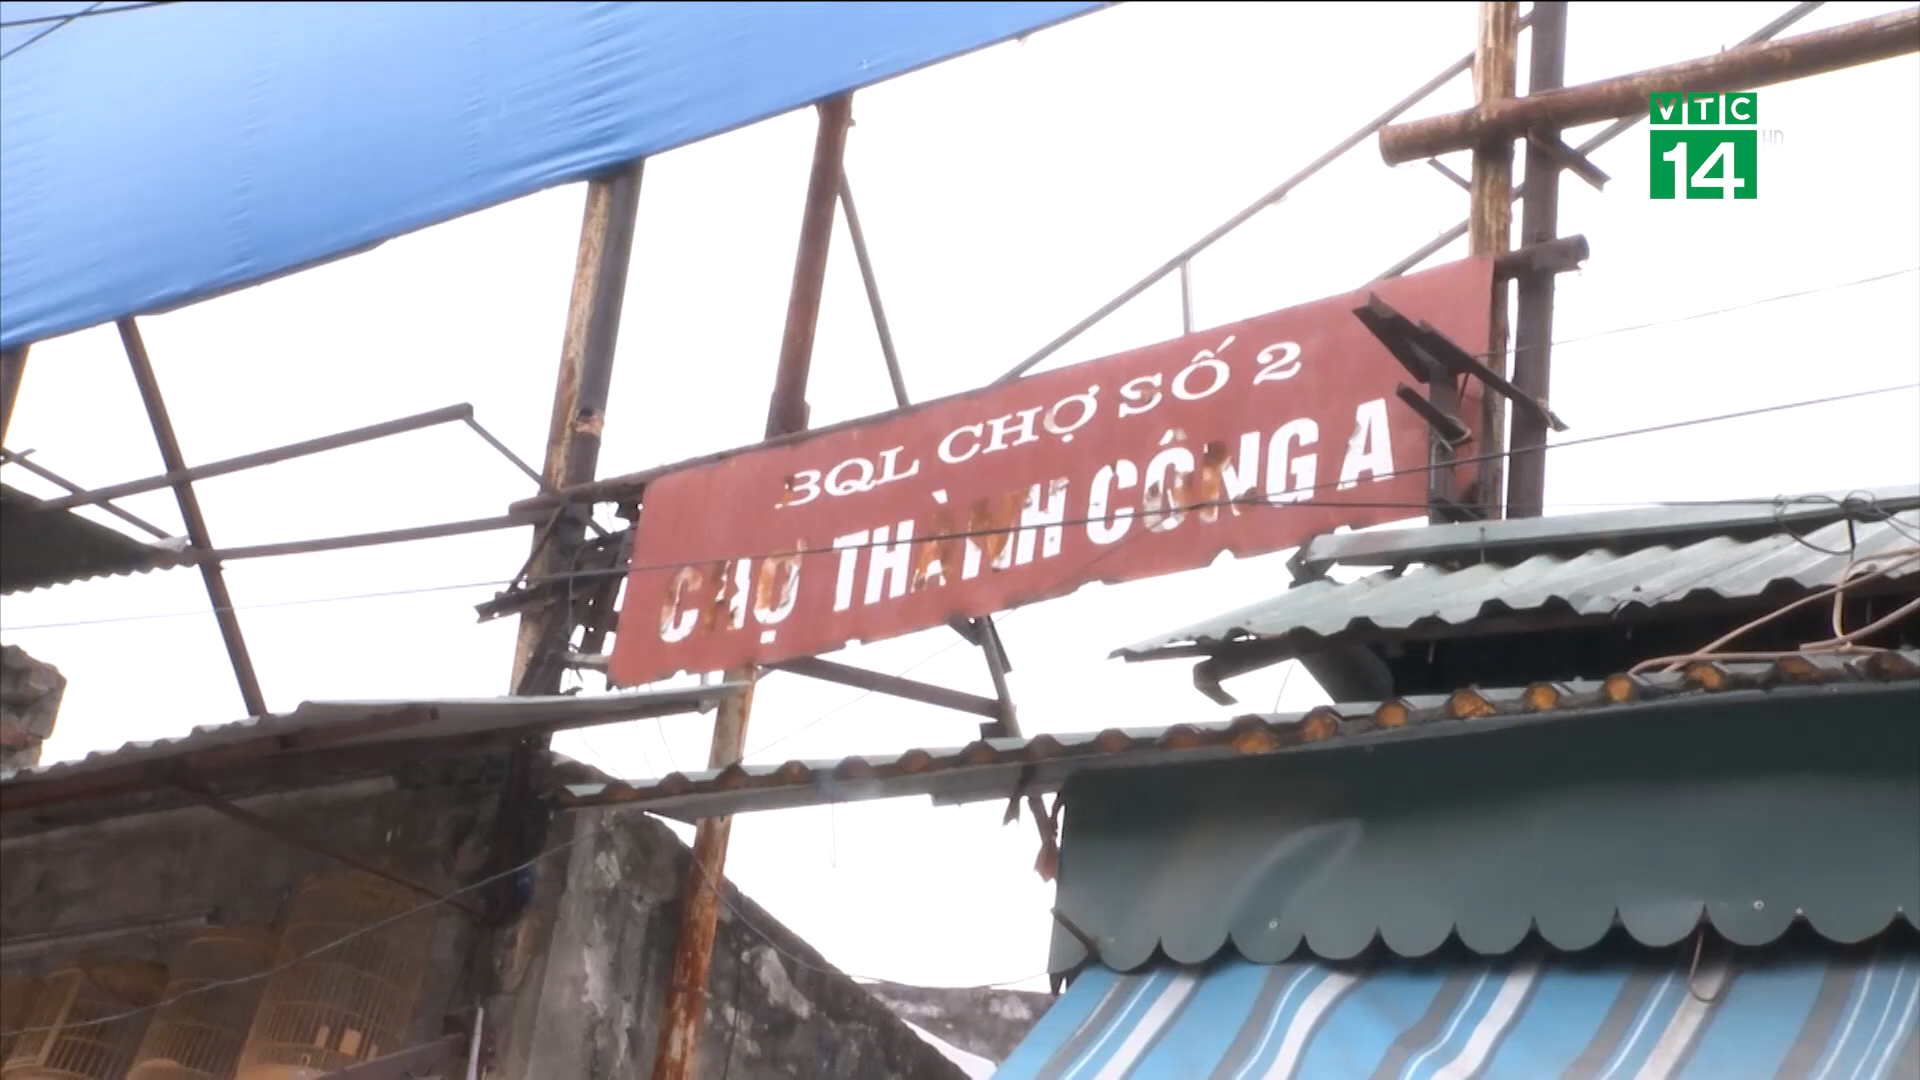 VTC
14
BQL CHỢ SỐ 2
CHỢ THÀNH CÔNG A